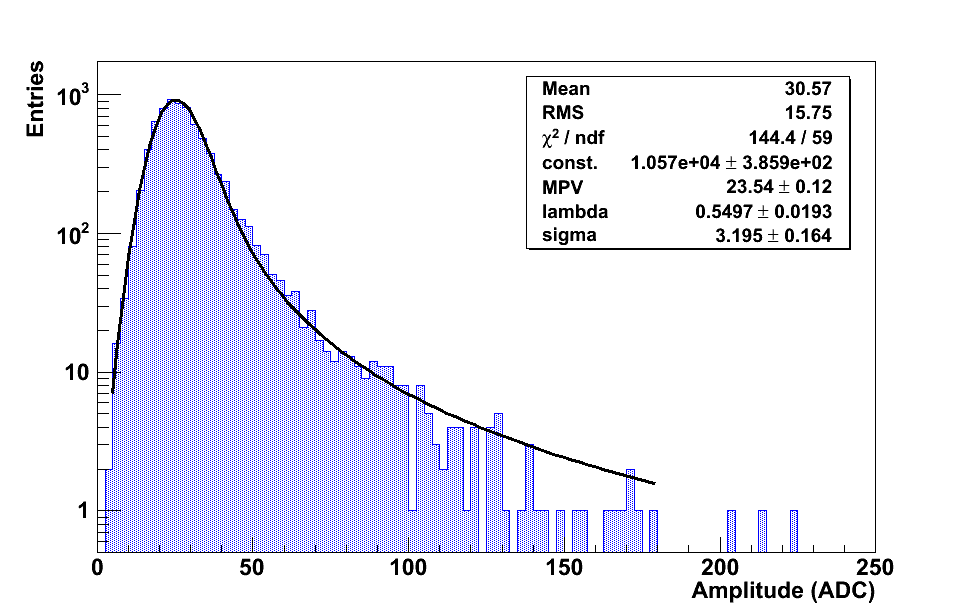 Entries
10³
10²
10
1
Mean 30.57
RMS 15.75
χ² / ndf 144.4 / 59
const. 1.057e+04 ± 3.859e+02
MPV 23.54 ± 0.12
lambda 0.5497 ± 0.0193
sigma 3.195 ± 0.164
0 50 100 150 200 250
Amplitude (ADC)